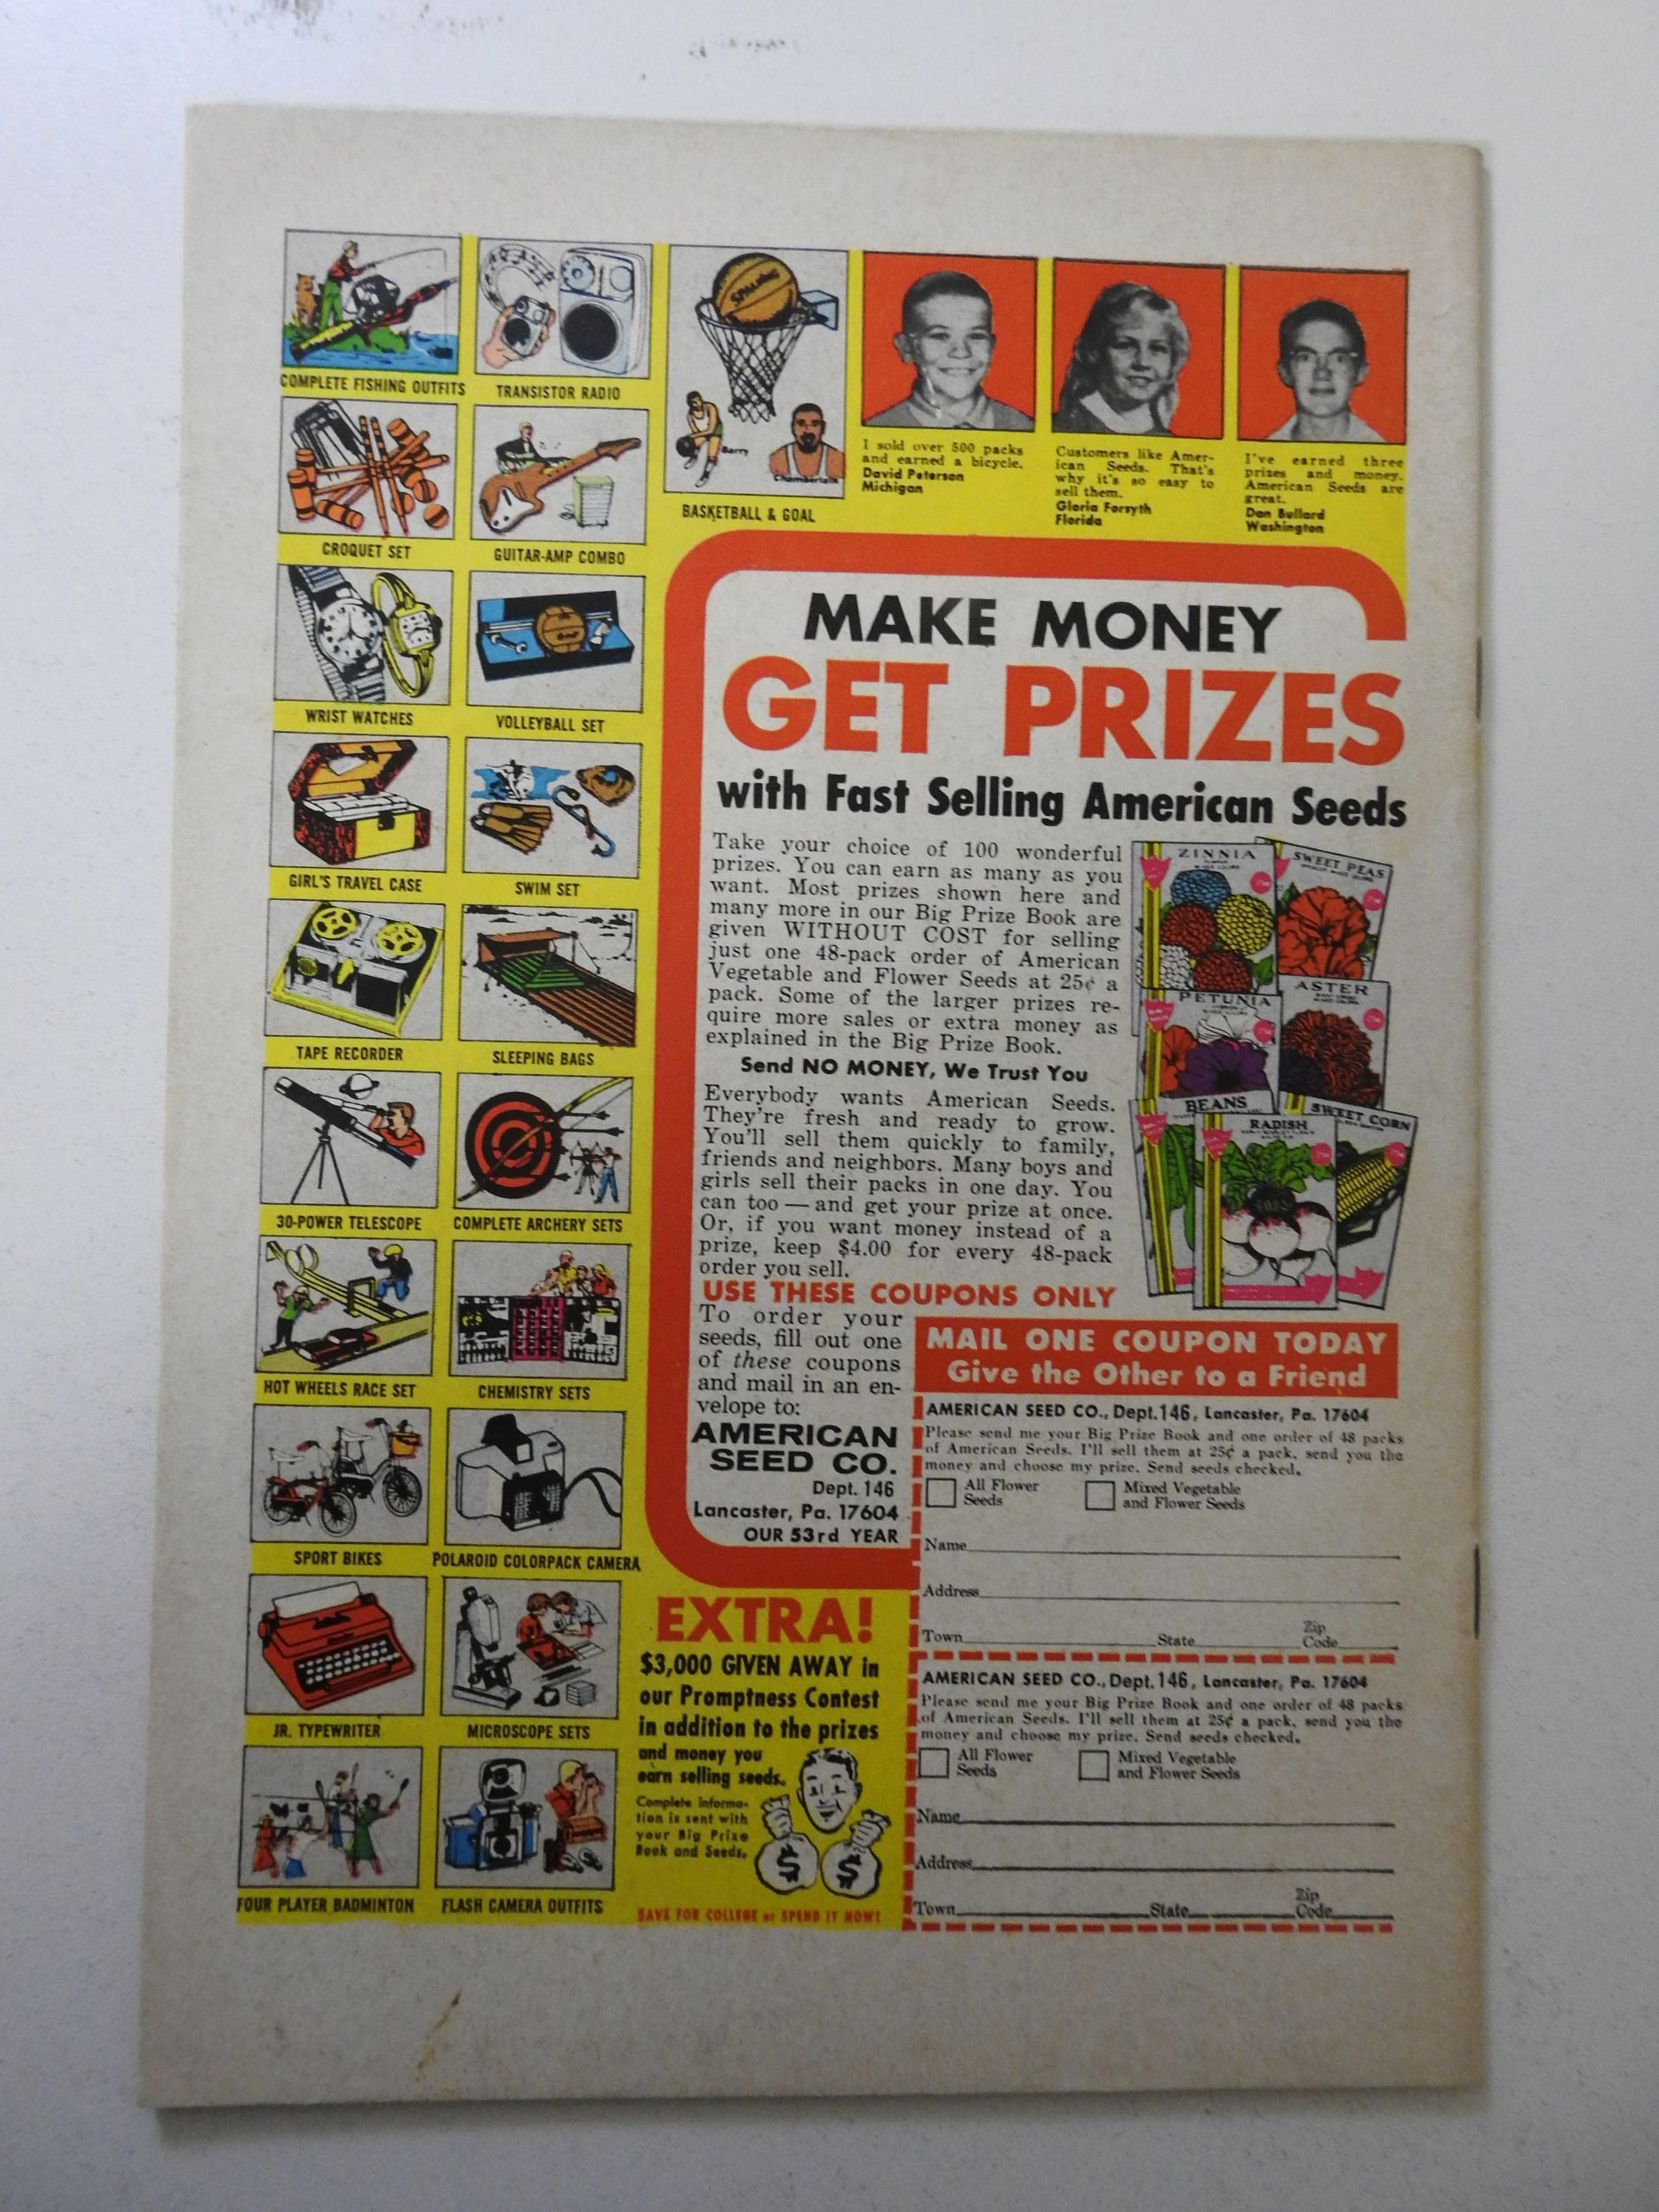 COMPLETE FISHING OUTFITS
TRANSISTOR RADIO
SPALDING
Barry
Chamberlain
BASKETBALL & GOAL
I sold over 500 packs
and earned a bicycle.
David Peterson
Michigan
Customers like Amer-
ican Seeds. That's
why it's so easy to
sell them.
Gloria Forsyth
Florida
I've earned three
prizes and money.
American Seeds are
great.
Dan Bullard
Washington
CROQUET SET
GUITAR-AMP COMBO
WRIST WATCHES
VOLLEYBALL SET
GIRL'S TRAVEL CASE
SWIM SET
TAPE RECORDER
SLEEPING BAGS
30-POWER TELESCOPE
COMPLETE ARCHERY SETS
HOT WHEELS RACE SET
CHEMISTRY SETS
SPORT BIKES
POLAROID COLORPACK CAMERA
JR. TYPEWRITER
MICROSCOPE SETS
FOUR PLAYER BADMINTON
FLASH CAMERA OUTFITS
MAKE MONEY
GET PRIZES
with Fast Selling American Seeds
Take your choice of 100 wonderful
prizes. You can earn as many as you
want. Most prizes shown here and
many more in our Big Prize Book are
given WITHOUT COST for selling
just one 48-pack order of American
Vegetable and Flower Seeds at 25¢ a
pack. Some of the larger prizes re-
quire more sales or extra money as
explained in the Big Prize Book.
Send NO MONEY, We Trust You
Everybody wants American Seeds.
They're fresh and ready to grow.
You'll sell them quickly to family,
friends and neighbors. Many boys and
girls sell their packs in one day. You
can too — and get your prize at once.
Or, if you want money instead of a
prize, keep $4.00 for every 48-pack
order you sell.
ZINNIA
SWEET PEAS
PETUNIA
ASTER
BEANS
RADISH
SWEET CORN
USE THESE COUPONS ONLY
To order your
seeds, fill out one
of these coupons
and mail in an en-
velope to:
AMERICAN
SEED CO.
Dept. 146
Lancaster, Pa. 17604
OUR 53rd YEAR
MAIL ONE COUPON TODAY
Give the Other to a Friend
AMERICAN SEED CO., Dept. 146, Lancaster, Pa. 17604
Please send me your Big Prize Book and one order of 48 packs
of American Seeds. I'll sell them at 25¢ a pack, send you the
money and choose my prize. Send seeds checked.
All Flower
Seeds
Mixed Vegetable
and Flower Seeds
Name
Address
Town State Zip Code
AMERICAN SEED CO., Dept. 146, Lancaster, Pa. 17604
Please send me your Big Prize Book and one order of 48 packs
of American Seeds. I'll sell them at 25¢ a pack, send you the
money and choose my prize. Send seeds checked.
All Flower
Seeds
Mixed Vegetable
and Flower Seeds
Name
Address
Town State Zip Code
EXTRA!
$3,000 GIVEN AWAY in
our Promptness Contest
in addition to the prizes
and money you
earn selling seeds.
Complete informa-
tion is sent with
your Big Prize
Book and Seeds.
$ $
SAVE FOR COLLEGE or SPEND IT NOW!